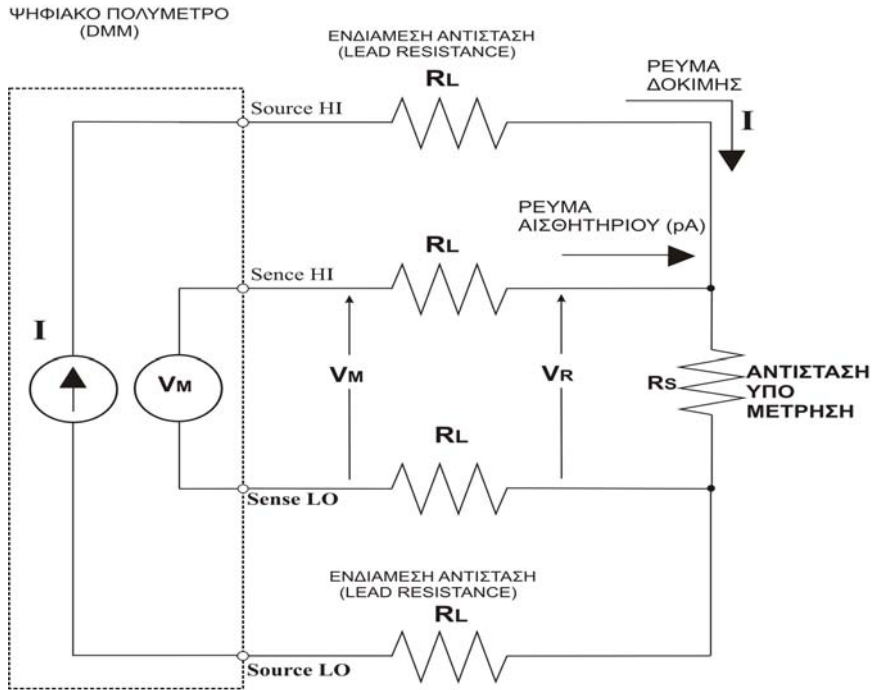 ΨΗΦΙΑΚΟ ΠΟΛΥΜΕΤΡΟ
(DMM)
ΕΝΔΙΑΜΕΣΗ ΑΝΤΙΣΤΑΣΗ
(LEAD RESISTANCE)
RL
ΡΕΥΜΑ
ΔΟΚΙΜΗΣ
I
Source HI
ΡΕΥΜΑ
ΑΙΣΘΗΤΗΡΙΟΥ (pA)
RL
Sence HI
I
VM
VM
VR
RS
ΑΝΤΙΣΤΑΣΗ
ΥΠΟ
ΜΕΤΡΗΣΗ
RL
Sense LO
ΕΝΔΙΑΜΕΣΗ ΑΝΤΙΣΤΑΣΗ
(LEAD RESISTANCE)
RL
Source LO